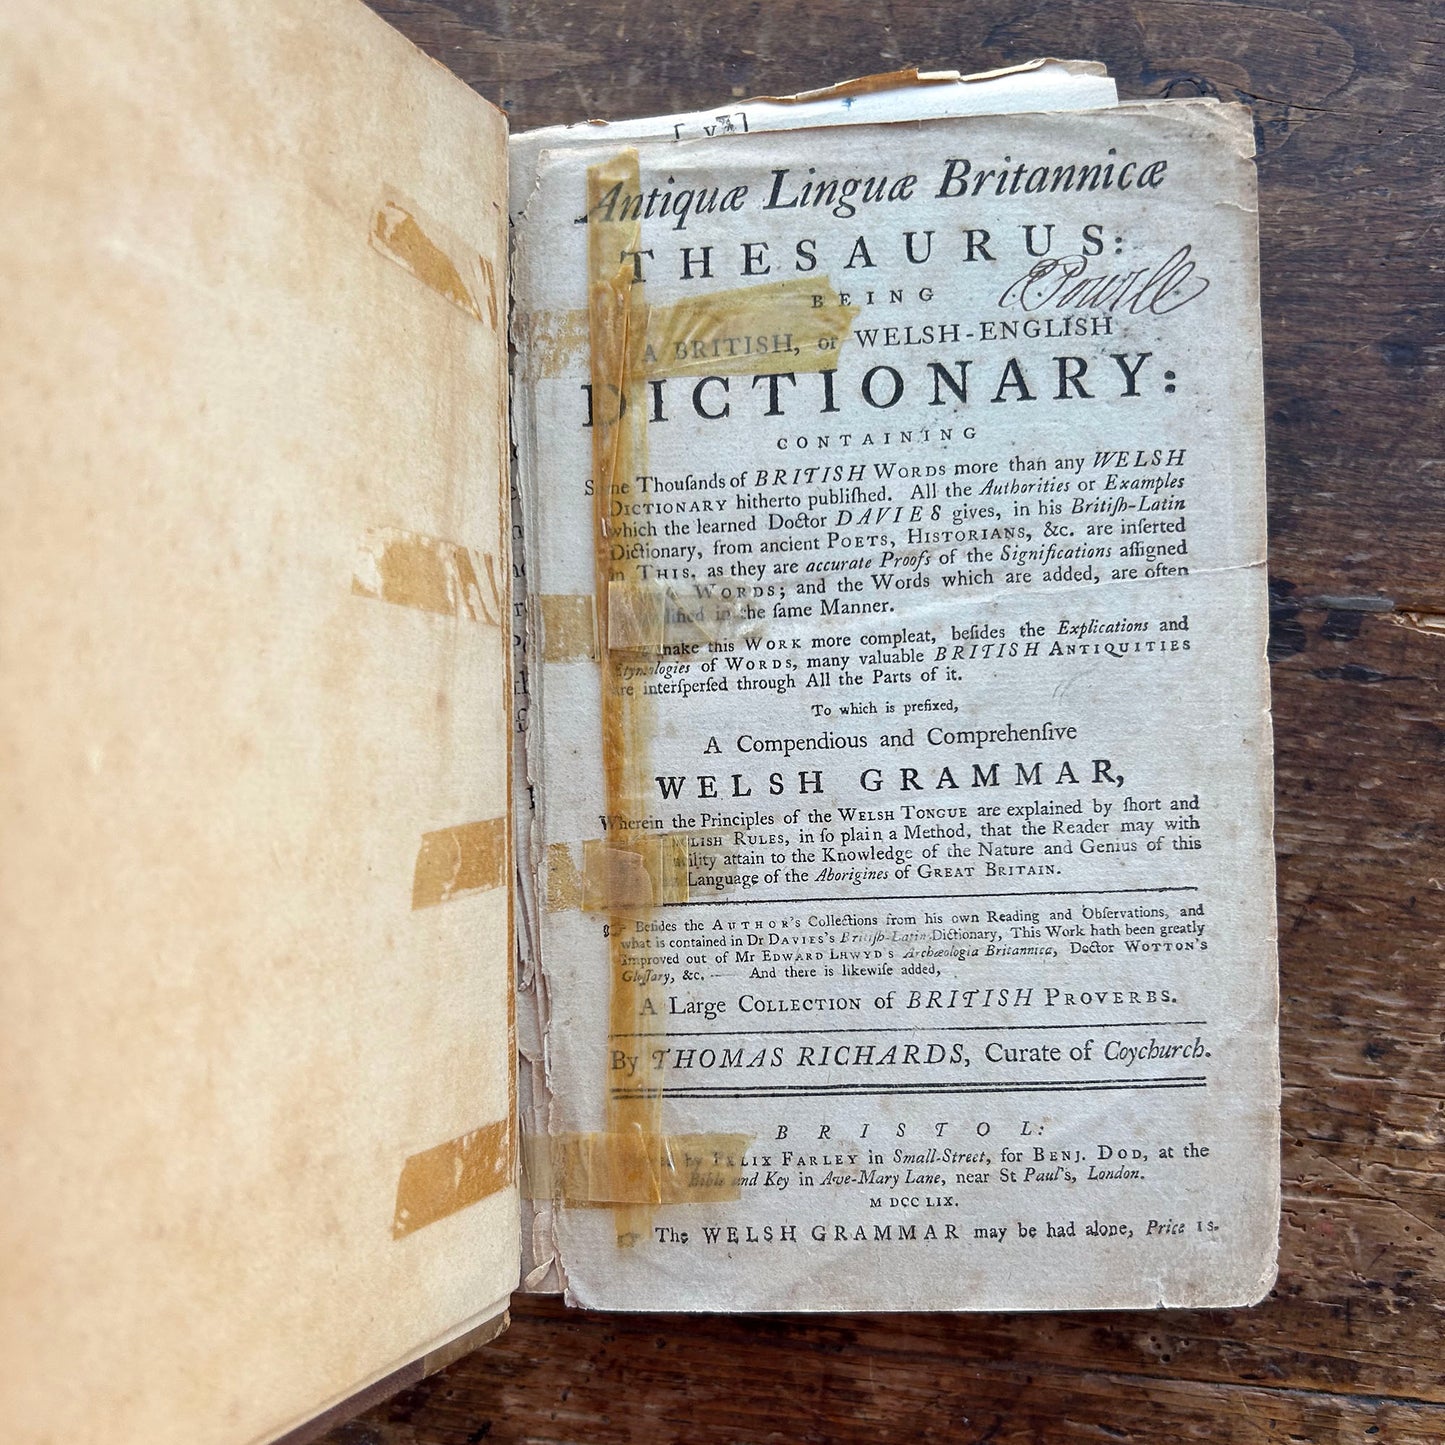 [ v ]
Antiquæ Linguæ Britannicæ
THESAURUS:
BEING
A BRITISH, or WELSH-ENGLISH
DICTIONARY:
CONTAINING
Some Thouſands of BRITISH WORDS more than any WELSH
DICTIONARY hitherto publiſhed. All the Authorities or Examples
which the learned Doctor DAVIES gives, in his Britiſh-Latin
Dictionary, from ancient POETS, HISTORIANS, &c. are inſerted
in THIS, as they are accurate Proofs of the Significations aſſigned
WORDS; and the Words which are added, are often
in the ſame Manner.
make this WORK more compleat, beſides the Explications and
Etymologies of WORDS, many valuable BRITISH ANTIQUITIES
are interſperſed through All the Parts of it.
To which is prefixed,
A Compendious and Comprehenſive
WELSH GRAMMAR,
Wherein the Principles of the WELSH TONGUE are explained by ſhort and
ENGLISH RULES, in ſo plain a Method, that the Reader may with
attain to the Knowledge of the Nature and Genius of this
Language of the Aborigines of GREAT BRITAIN.
Beſides the AUTHOR'S Collections from his own Reading and Obſervations, and
what is contained in Dr DAVIES's Britiſh-Latin Dictionary, This Work hath been greatly
improved out of Mr EDWARD LHWYD's Archæologia Britannica, Doctor WOTTON's
Gloſſary, &c. — And there is likewiſe added,
A Large COLLECTION of BRITISH PROVERBS.
By THOMAS RICHARDS, Curate of Coychurch.
BRISTOL:
by FELIX FARLEY in Small-Street, for BENJ. DOD, at the
Bible and Key in Ave-Mary Lane, near St Paul's, London.
M DCC LIX.
The WELSH GRAMMAR may be had alone, Price 1s.